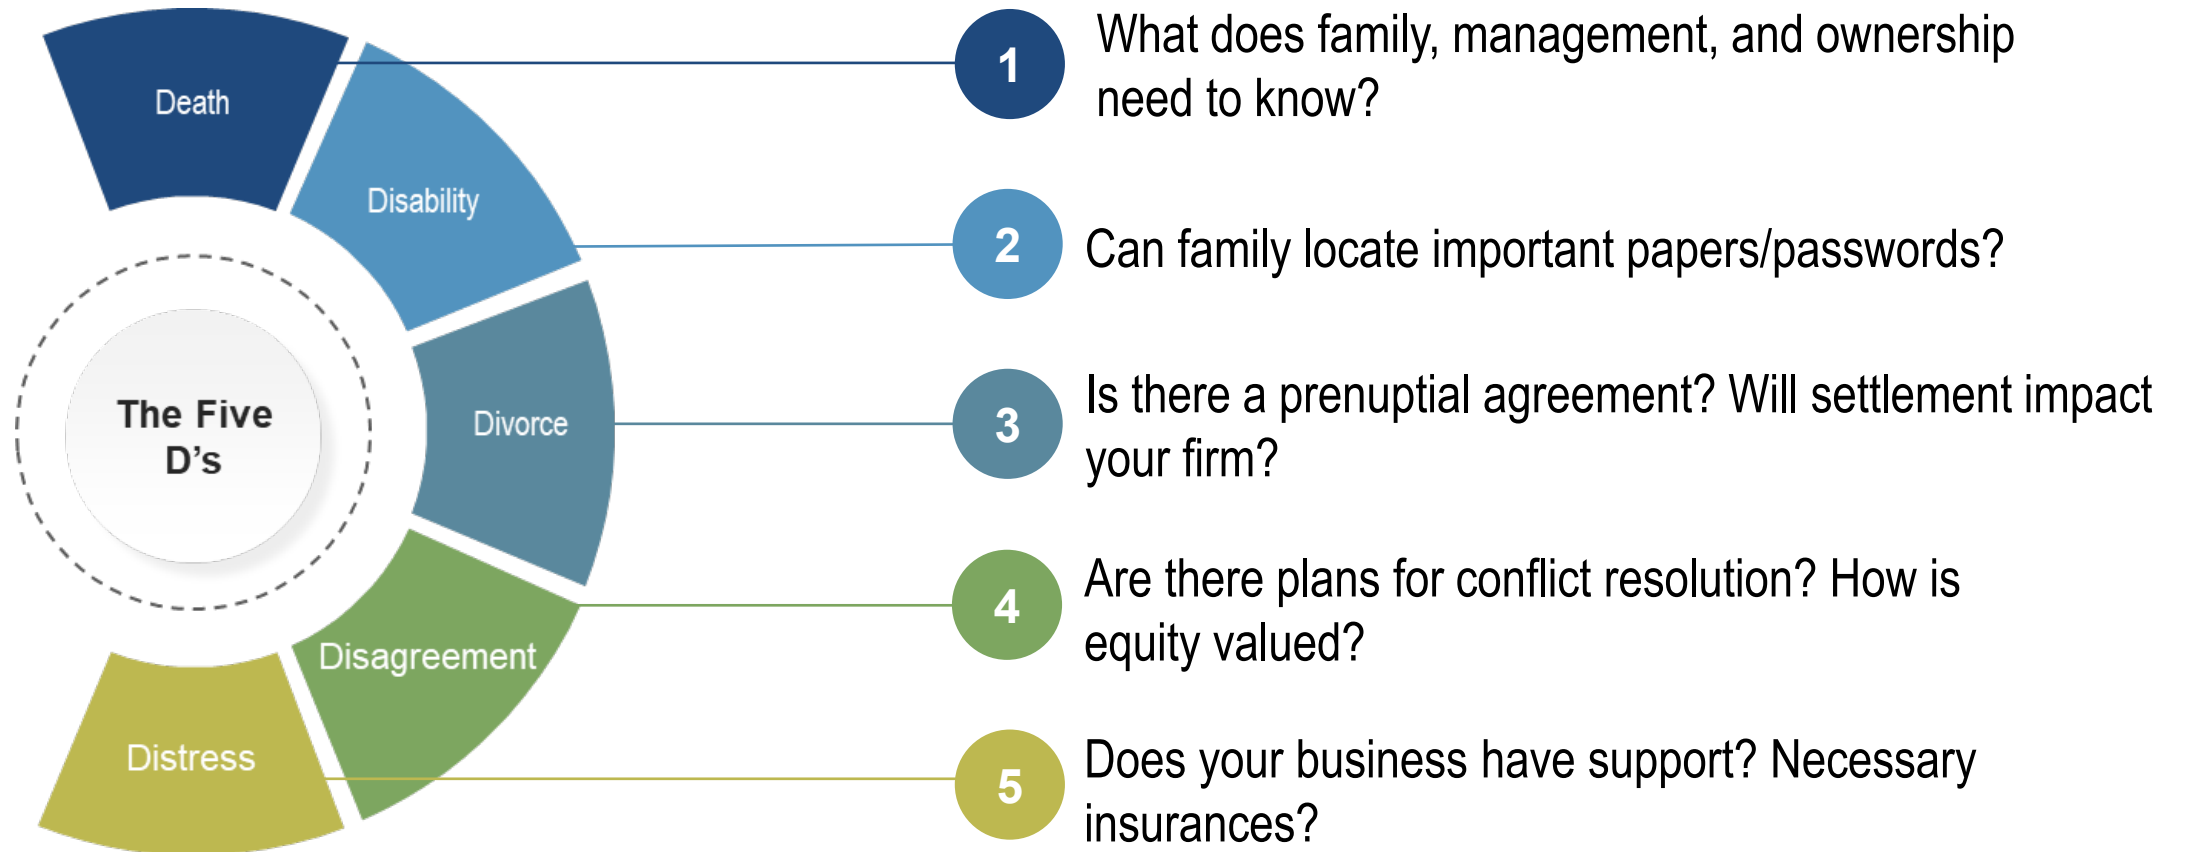 The Five
D’s
Death
1
What does family, management, and ownership
need to know?
Disability
2
Can family locate important papers/passwords?
Divorce
3
Is there a prenuptial agreement? Will settlement impact
your firm?
Disagreement
4
Are there plans for conflict resolution? How is
equity valued?
Distress
5
Does your business have support? Necessary
insurances?